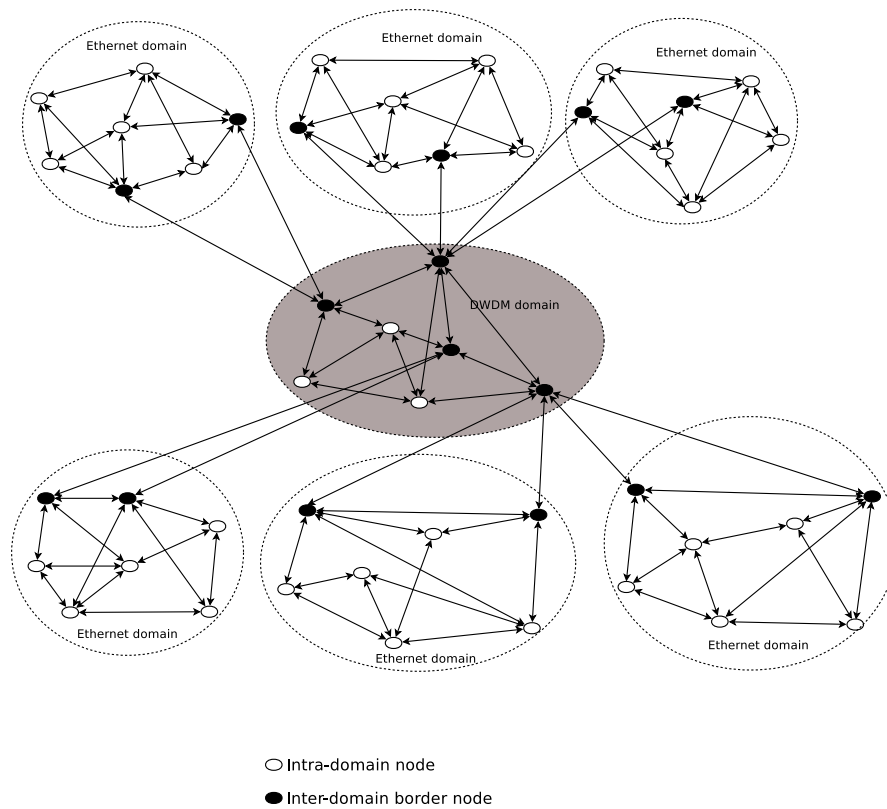 Ethernet domain
Ethernet domain
Ethernet domain
DWDM domain
Ethernet domain
Ethernet domain
Ethernet domain
Intra-domain node
Inter-domain border node